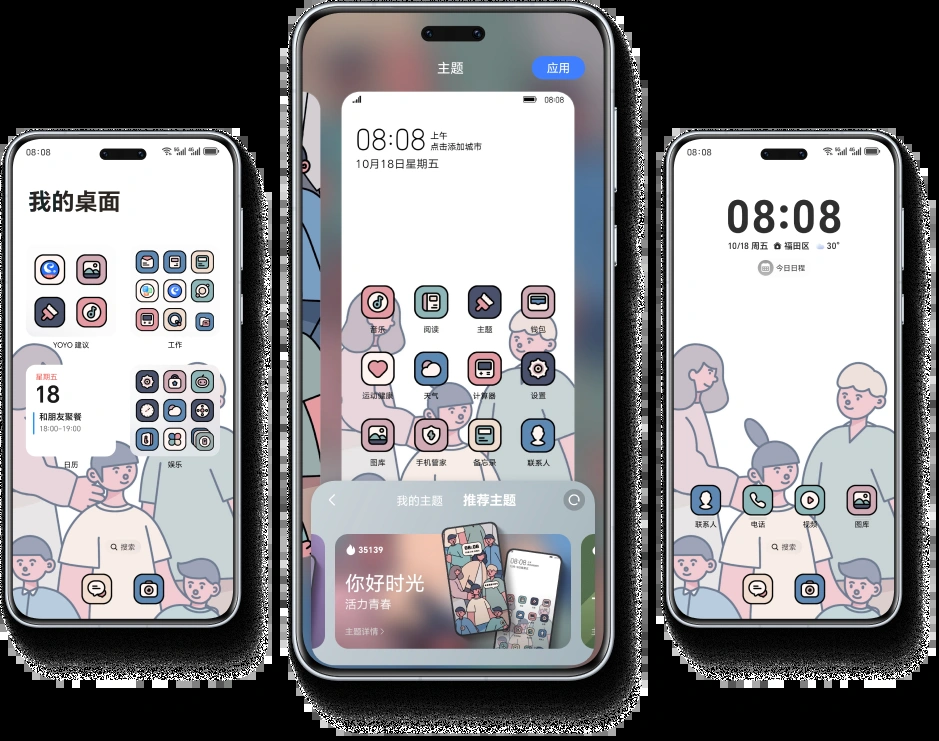 08:08
我的桌面
YOYO 建议
工作
星期五
18
和朋友聚餐
18:00-19:00
日历
娱乐
搜索
主题
应用
08:08
08:08
上午
点击添加城市
10月18日星期五
音乐
阅读
主题
钱包
运动健康
天气
计算器
设置
图库
手机管家
备忘录
联系人
我的主题
推荐主题
35139
你好时光
活力青春
主题详情
08:08
08:08
10/18 周五
福田区
30°
今日日程
联系人
电话
视频
图库
搜索